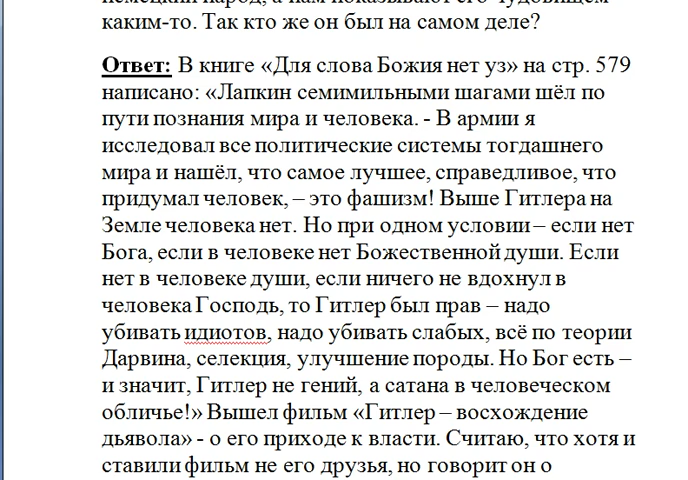 немецкий народ, а нам показывают его чудовищем
каким-то. Так кто же он был на самом деле?
Ответ: В книге «Для слова Божия нет уз» на стр. 579
написано: «Лапкин семимильными шагами шёл по
пути познания мира и человека. - В армии я
исследовал все политические системы тогдашнего
мира и нашёл, что самое лучшее, справедливое, что
придумал человек, – это фашизм! Выше Гитлера на
Земле человека нет. Но при одном условии – если нет
Бога, если в человеке нет Божественной души. Если
нет в человеке души, если ничего не вдохнул в
человека Господь, то Гитлер был прав – надо
убивать идиотов, надо убивать слабых, всё по теории
Дарвина, селекция, улучшение породы. Но Бог есть –
и значит, Гитлер не гений, а сатана в человеческом
обличье!» Вышел фильм «Гитлер – восхождение
дьявола» - о его приходе к власти. Считаю, что хотя и
ставили фильм не его друзья, но говорит он о